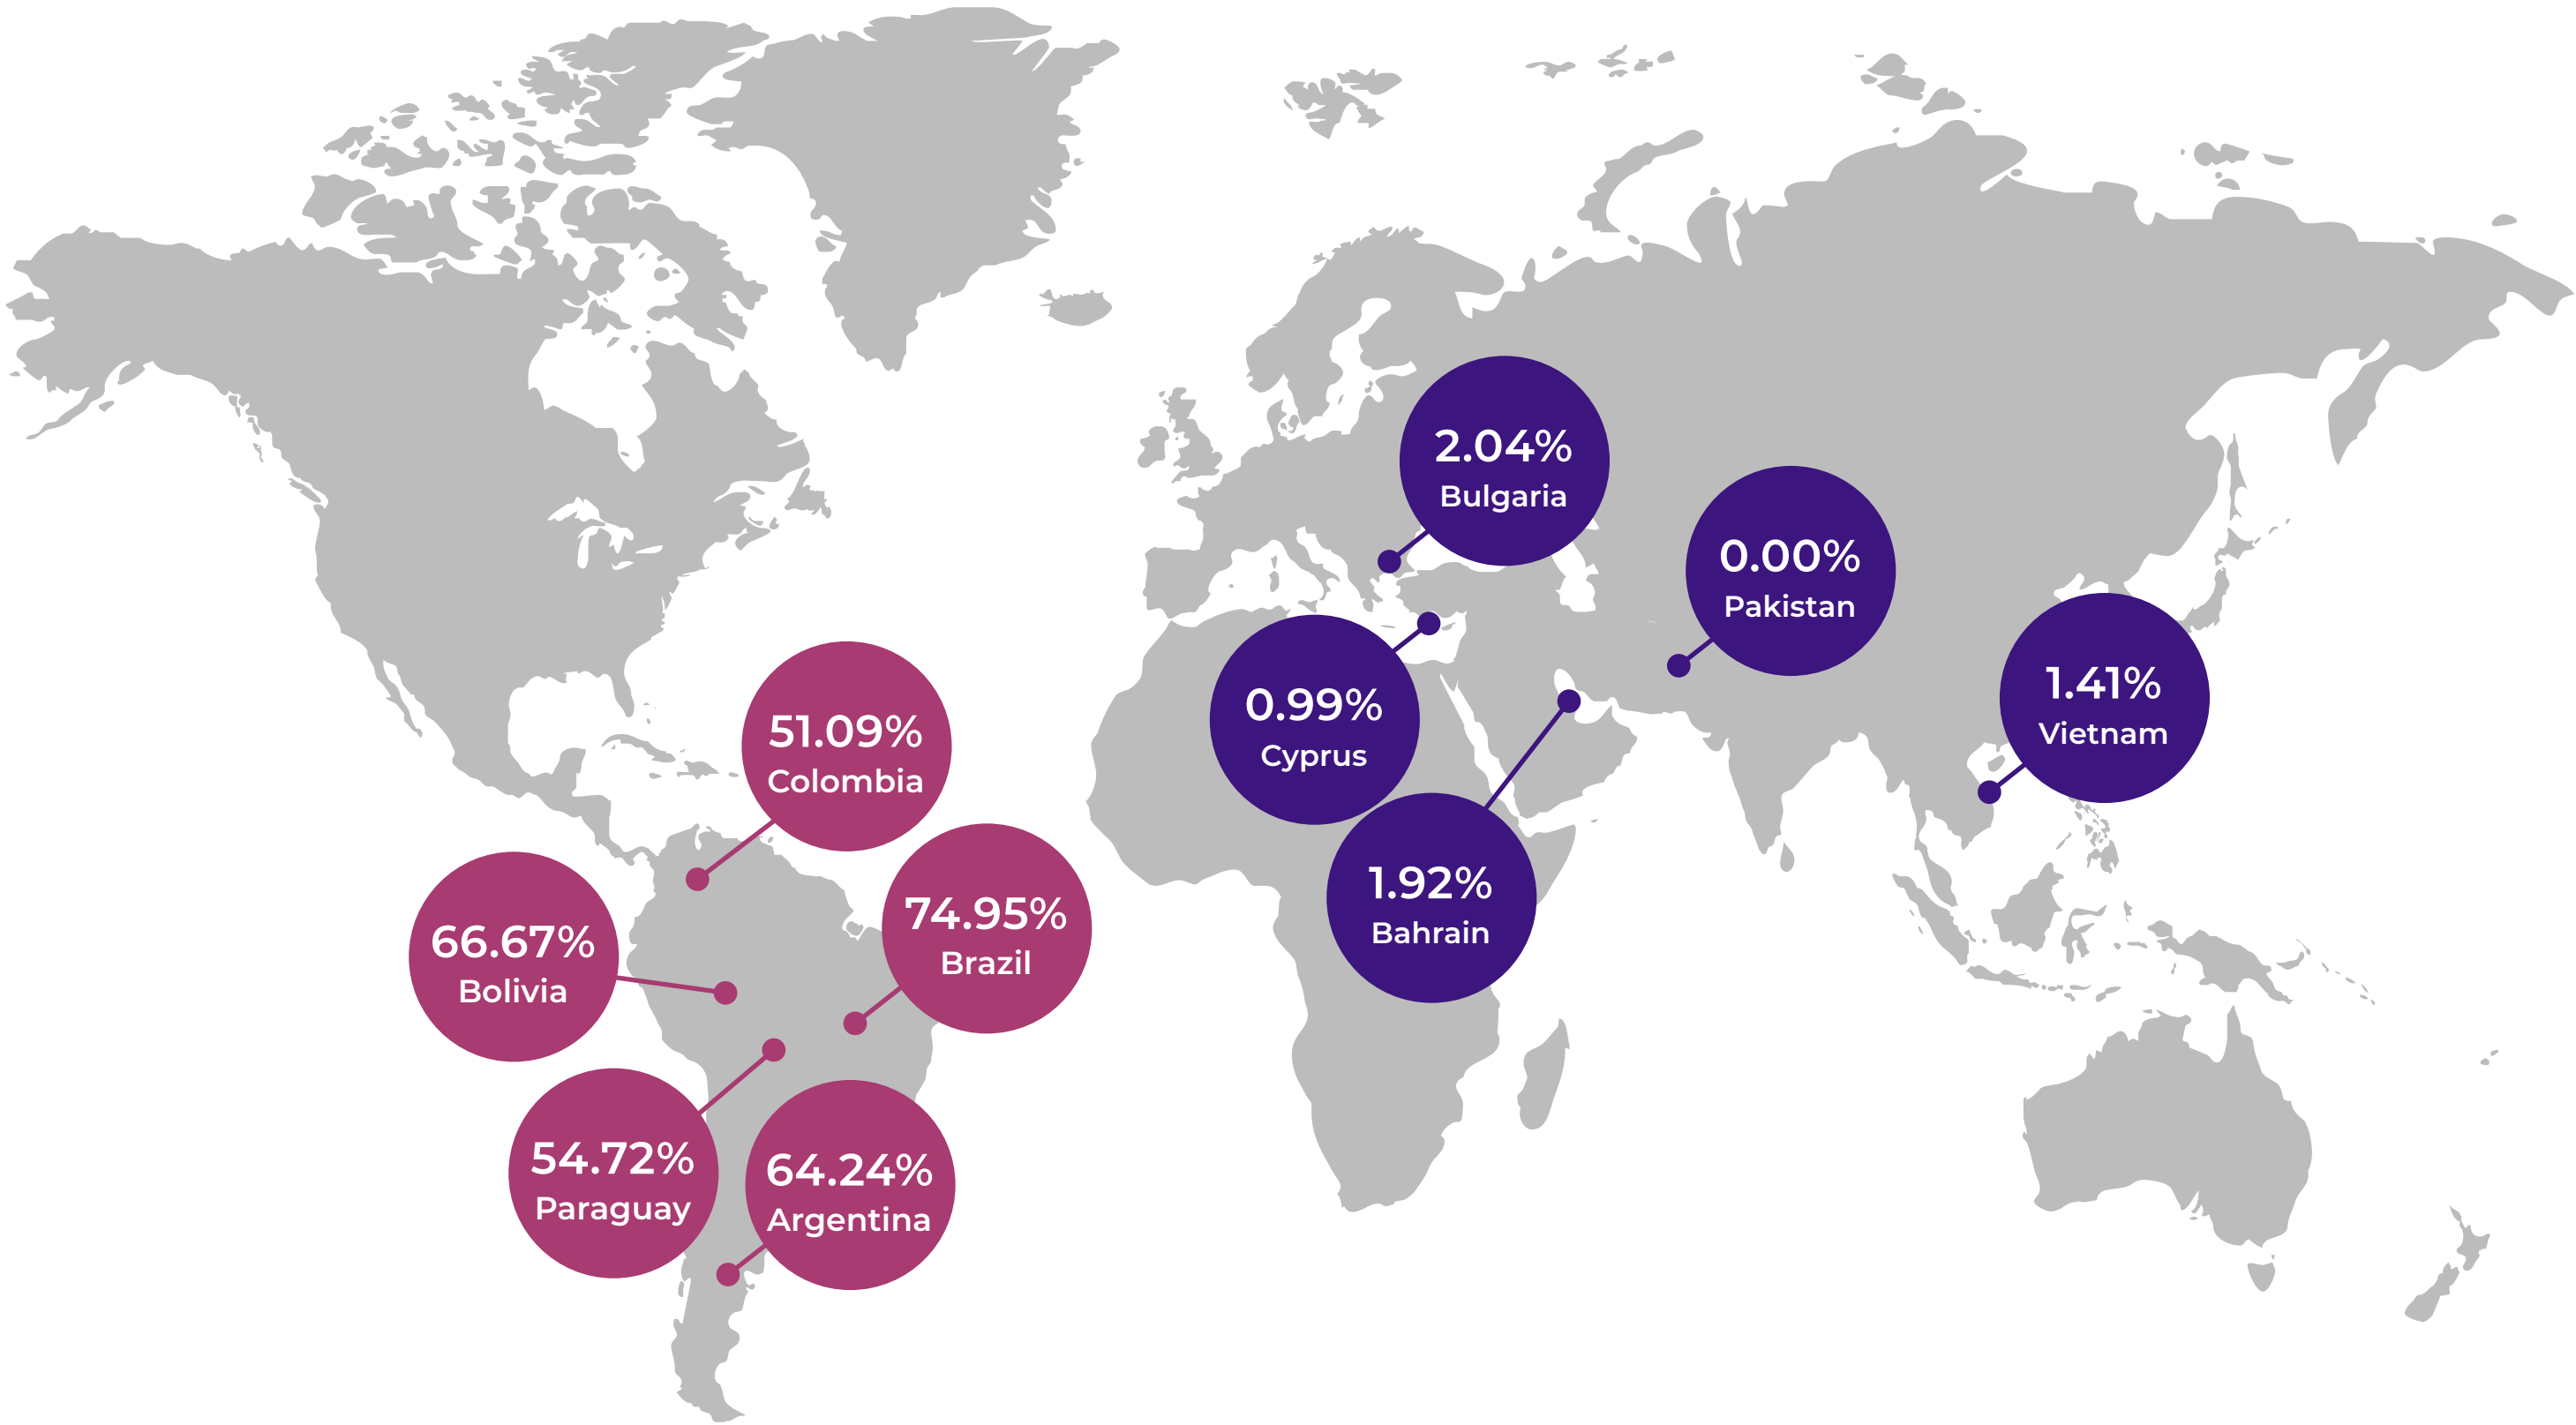 2.04%
Bulgaria
0.00%
Pakistan
1.41%
Vietnam
0.99%
Cyprus
1.92%
Bahrain
51.09%
Colombia
74.95%
Brazil
66.67%
Bolivia
54.72%
Paraguay
64.24%
Argentina